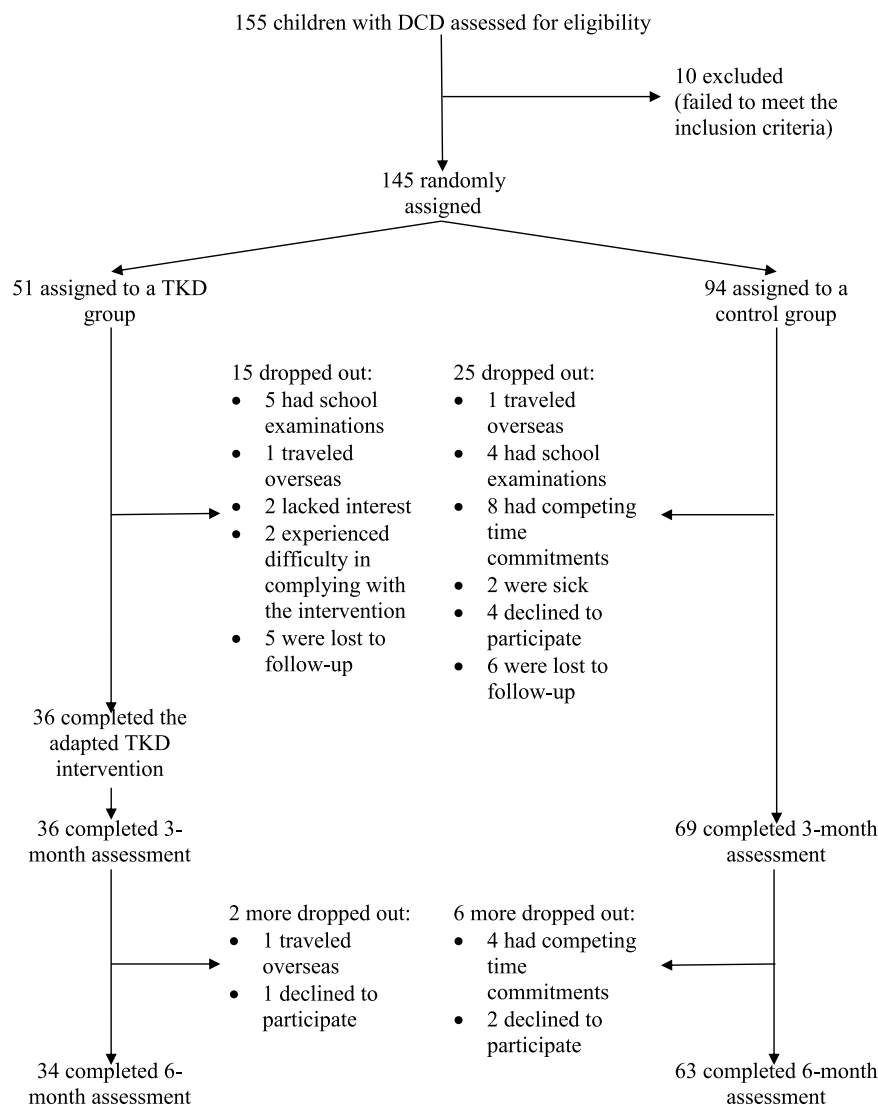 155 children with DCD assessed for eligibility
10 excluded
(failed to meet the
inclusion criteria)
145 randomly
assigned
51 assigned to a TKD
group
94 assigned to a
control group
15 dropped out:
• 5 had school
examinations
• 1 traveled
overseas
• 2 lacked interest
• 2 experienced
difficulty in
complying with
the intervention
• 5 were lost to
follow-up
25 dropped out:
• 1 traveled
overseas
• 4 had school
examinations
• 8 had competing
time
commitments
• 2 were sick
• 4 declined to
participate
• 6 were lost to
follow-up
36 completed the
adapted TKD
intervention
36 completed 3-
month assessment
69 completed 3-month
assessment
2 more dropped out:
• 1 traveled
overseas
• 1 declined to
participate
6 more dropped out:
• 4 had competing
time
commitments
• 2 declined to
participate
34 completed 6-
month assessment
63 completed 6-month
assessment